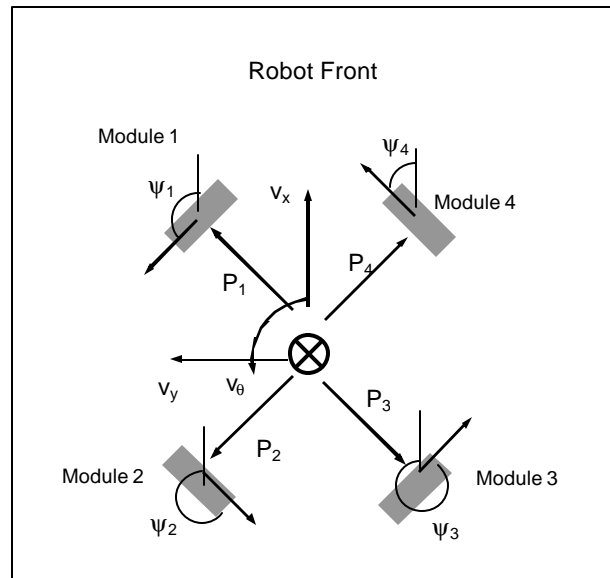 Robot Front
Module 1
ψ4
ψ1
vx
Module 4
P4
P1
vy
vθ
P3
P2
Module 2
Module 3
ψ2
ψ3